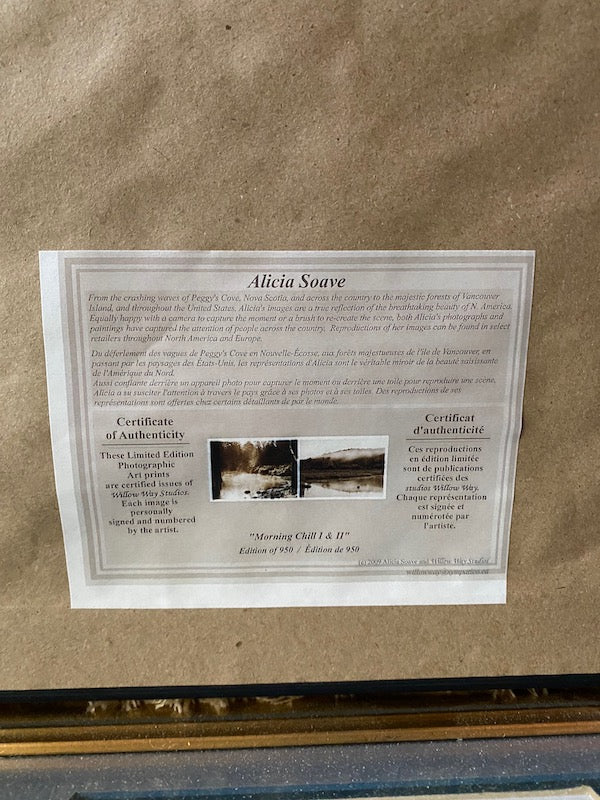 Alicia Soave
From the crashing waves of Peggy's Cove, Nova Scotia, and across the country to the majestic forests of Vancouver
Island, and throughout the United States, Alicia's images are a true reflection of the breathtaking beauty of N. America.
Equally happy with a camera to capture the moment or a brush to re-create the scene, both Alicia's photographs and
paintings have captured the attention of people across the country. Reproductions of her images can be found in select
retailers throughout North America and Europe.
Du déferlement des vagues de Peggy's Cove en Nouvelle-Écosse, aux forêts majestueuses de l'île de Vancouver, en
passant par les paysages des États-Unis, les représentations d'Alicia sont le véritable miroir de la beauté saisissante
de l'Amérique du Nord.
Aussi confiante derrière un appareil photo pour capturer le moment ou derrière une toile pour reproduire une scène,
Alicia a su susciter l'attention à travers le pays grâce à ses photos et à ses toiles. Des reproductions de ses
représentations sont offertes chez certains détaillants de par le monde.
Certificate
of Authenticity
These Limited Edition
Photographic
Art prints
are certified issues of
Willow Way Studios.
Each image is
personally
signed and numbered
by the artist.
Certificat
d'authenticité
Ces reproductions
en édition limitée
sont de publications
certifiées des
studios Willow Way.
Chaque représentation
est signée et
numérotée par
l'artiste.
"Morning Chill I & II"
Edition of 950 / Édition de 950
(c) 2009 Alicia Soave and Willow Way Studios
willowway@sympatico.ca